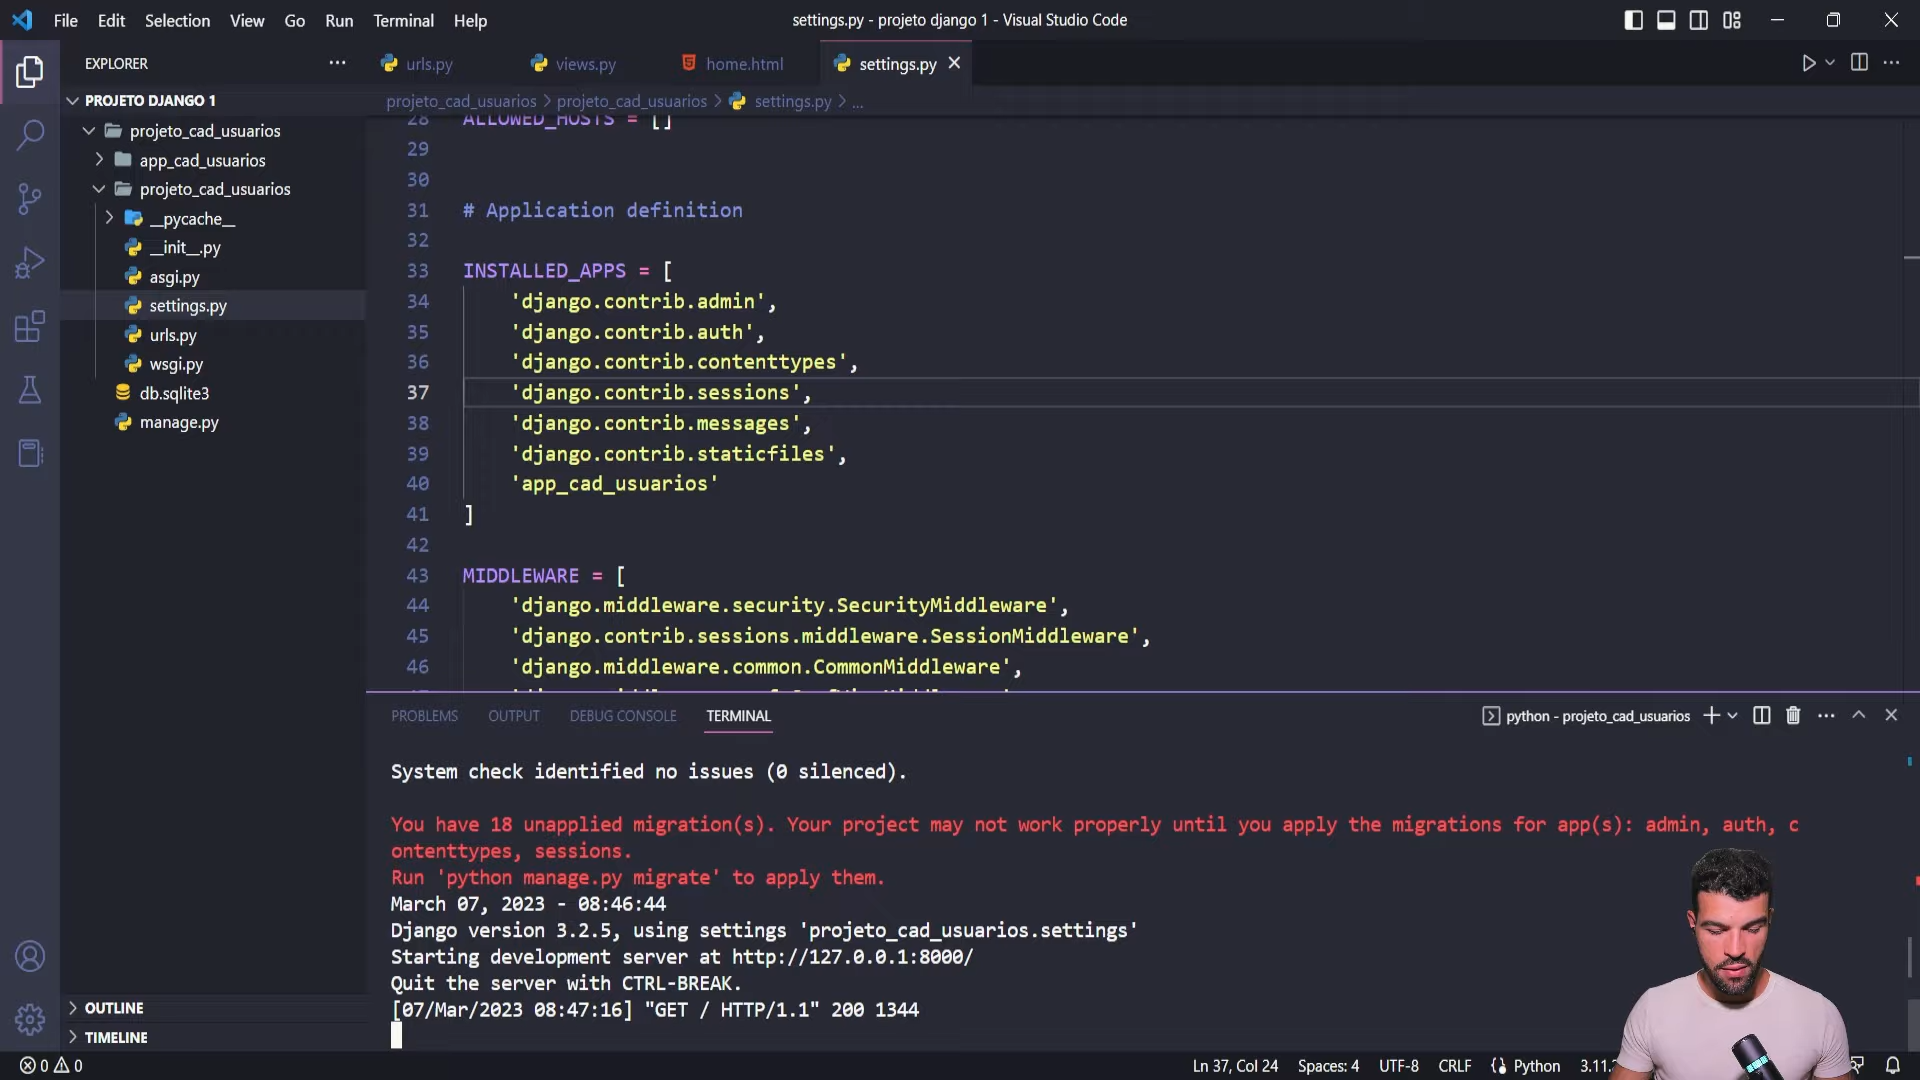 File Edit Selection View Go Run Terminal Help
settings.py - projeto django 1 - Visual Studio Code
EXPLORER
urls.py
views.py
home.html
settings.py
PROJETO DJANGO 1
projeto_cad_usuarios > projeto_cad_usuarios > settings.py > ...
projeto_cad_usuarios
app_cad_usuarios
projeto_cad_usuarios
__pycache__
__init__.py
asgi.py
settings.py
urls.py
wsgi.py
db.sqlite3
manage.py
28 ALLOWED_HOSTS = []
29
30
31 # Application definition
32
33 INSTALLED_APPS = [
34 'django.contrib.admin',
35 'django.contrib.auth',
36 'django.contrib.contenttypes',
37 'django.contrib.sessions',
38 'django.contrib.messages',
39 'django.contrib.staticfiles',
40 'app_cad_usuarios'
41 ]
42
43 MIDDLEWARE = [
44 'django.middleware.security.SecurityMiddleware',
45 'django.contrib.sessions.middleware.SessionMiddleware',
46 'django.middleware.common.CommonMiddleware',
PROBLEMS OUTPUT DEBUG CONSOLE TERMINAL
python - projeto_cad_usuarios
System check identified no issues (0 silenced).
You have 18 unapplied migration(s). Your project may not work properly until you apply the migrations for app(s): admin, auth, c
ontenttypes, sessions.
Run 'python manage.py migrate' to apply them.
March 07, 2023 - 08:46:44
Django version 3.2.5, using settings 'projeto_cad_usuarios.settings'
Starting development server at http://127.0.0.1:8000/
Quit the server with CTRL-BREAK.
[07/Mar/2023 08:47:16] "GET / HTTP/1.1" 200 1344
OUTLINE
TIMELINE
0 0
Ln 37, Col 24 Spaces: 4 UTF-8 CRLF Python 3.11.